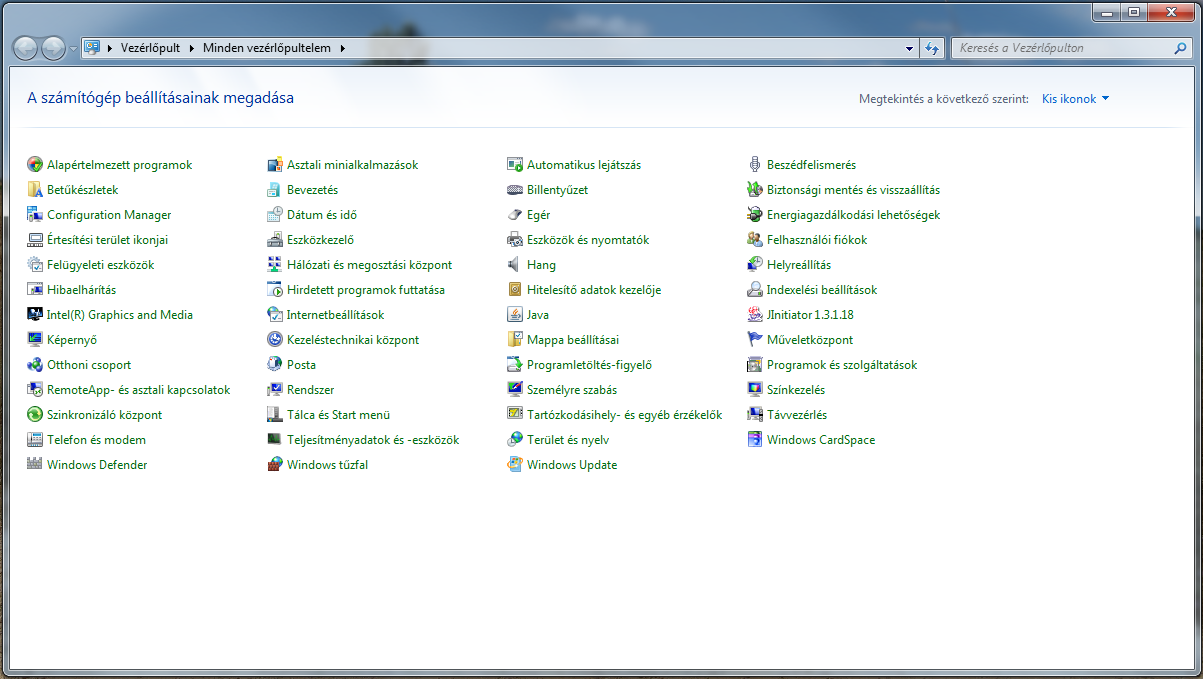 Vezérlőpult Minden vezérlőpultelem
Keresés a Vezérlőpulton
A számítógép beállításainak megadása
Megtekintés a következő szerint: Kis ikonok
Alapértelmezett programok Asztali minialkalmazások Automatikus lejátszás Beszédfelismerés
Betűkészletek Bevezetés Billentyűzet Biztonsági mentés és visszaállítás
Configuration Manager Dátum és idő Egér Energiagazdálkodási lehetőségek
Értesítési terület ikonjai Eszközkezelő Eszközök és nyomtatók Felhasználói fiókok
Felügyeleti eszközök Hálózati és megosztási központ Hang Helyreállítás
Hibaelhárítás Hirdetett programok futtatása Hitelesítő adatok kezelője Indexelési beállítások
Intel(R) Graphics and Media Internetbeállítások Java JInitiator 1.3.1.18
Képernyő Kezeléstechnikai központ Mappa beállításai Műveletközpont
Otthoni csoport Posta Programletöltés-figyelő Programok és szolgáltatások
RemoteApp- és asztali kapcsolatok Rendszer Személyre szabás Színkezelés
Szinkronizáló központ Tálca és Start menü Tartózkodásihely- és egyéb érzékelők Távvezérlés
Telefon és modem Teljesítményadatok és -eszközök Terület és nyelv Windows CardSpace
Windows Defender Windows tűzfal Windows Update